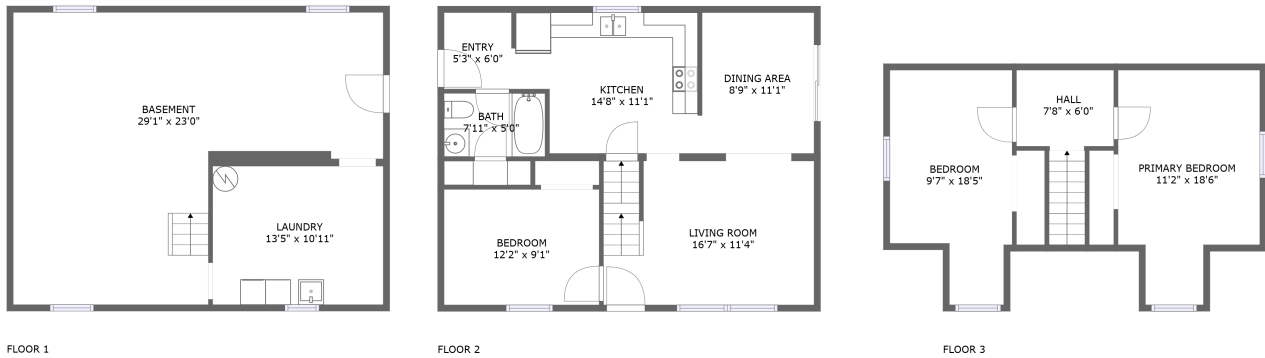 BASEMENT
29'1" x 23'0"
LAUNDRY
13'5" x 10'11"
FLOOR 1
ENTRY
5'3" x 6'0"
KITCHEN
14'8" x 11'1"
DINING AREA
8'9" x 11'1"
BATH
7'11" x 5'0"
BEDROOM
12'2" x 9'1"
LIVING ROOM
16'7" x 11'4"
FLOOR 2
HALL
7'8" x 6'0"
BEDROOM
9'7" x 18'5"
PRIMARY BEDROOM
11'2" x 18'6"
FLOOR 3